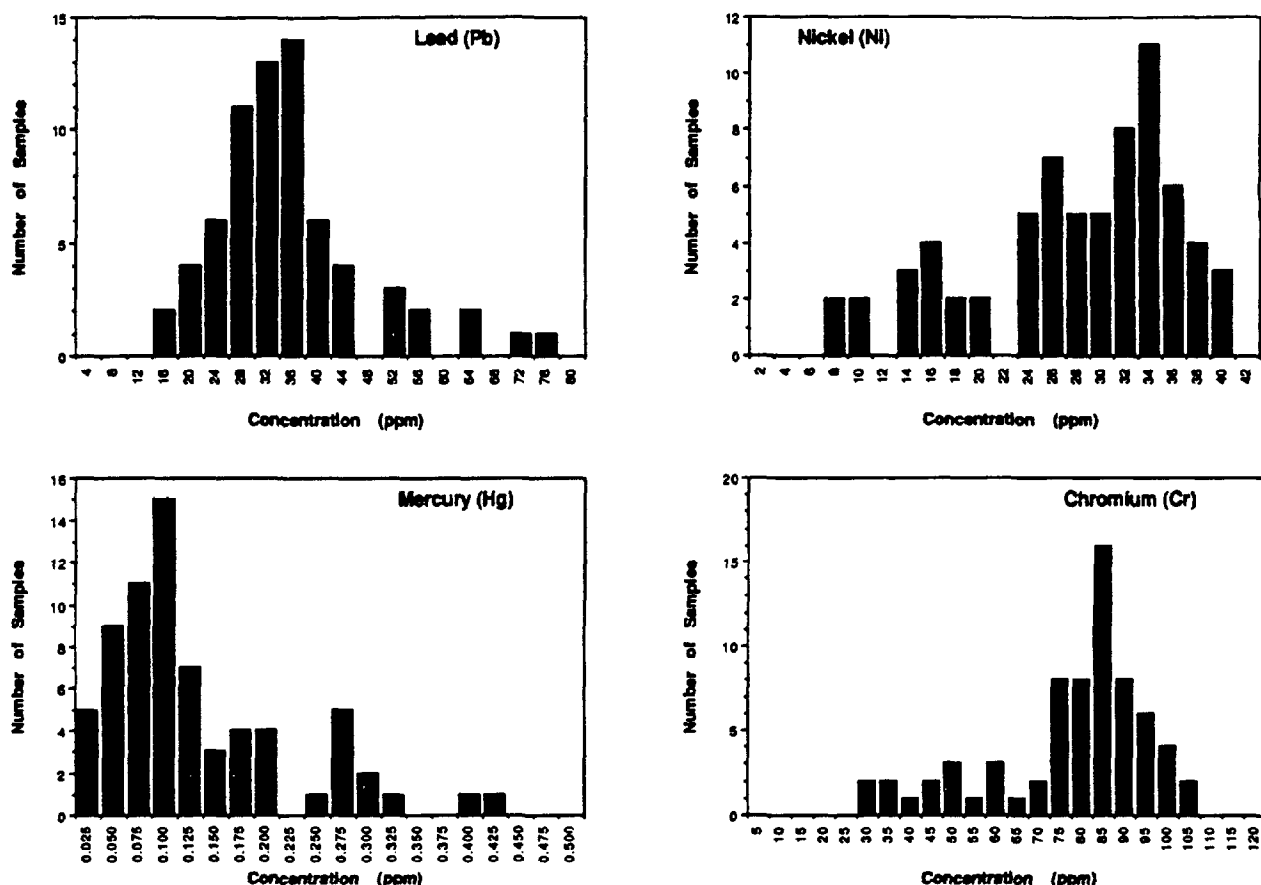 Lead (Pb)
Number of Samples
15
10
5
0
4 8 12 16 20 24 28 32 36 40 44 48 52 56 60 64 68 72 76 80
Concentration (ppm)
Nickel (Ni)
Number of Samples
12
10
8
6
4
2
0
2 4 6 8 10 12 14 16 18 20 22 24 26 28 30 32 34 36 38 40 42
Concentration (ppm)
Mercury (Hg)
Number of Samples
16
14
12
10
8
6
4
2
0
0.025 0.050 0.075 0.100 0.125 0.150 0.175 0.200 0.225 0.250 0.275 0.300 0.325 0.350 0.375 0.400 0.425 0.450 0.475 0.500
Concentration (ppm)
Chromium (Cr)
Number of Samples
20
15
10
5
0
5 10 15 20 25 30 35 40 45 50 55 60 65 70 75 80 85 90 95 100 105 110 115 120
Concentration (ppm)